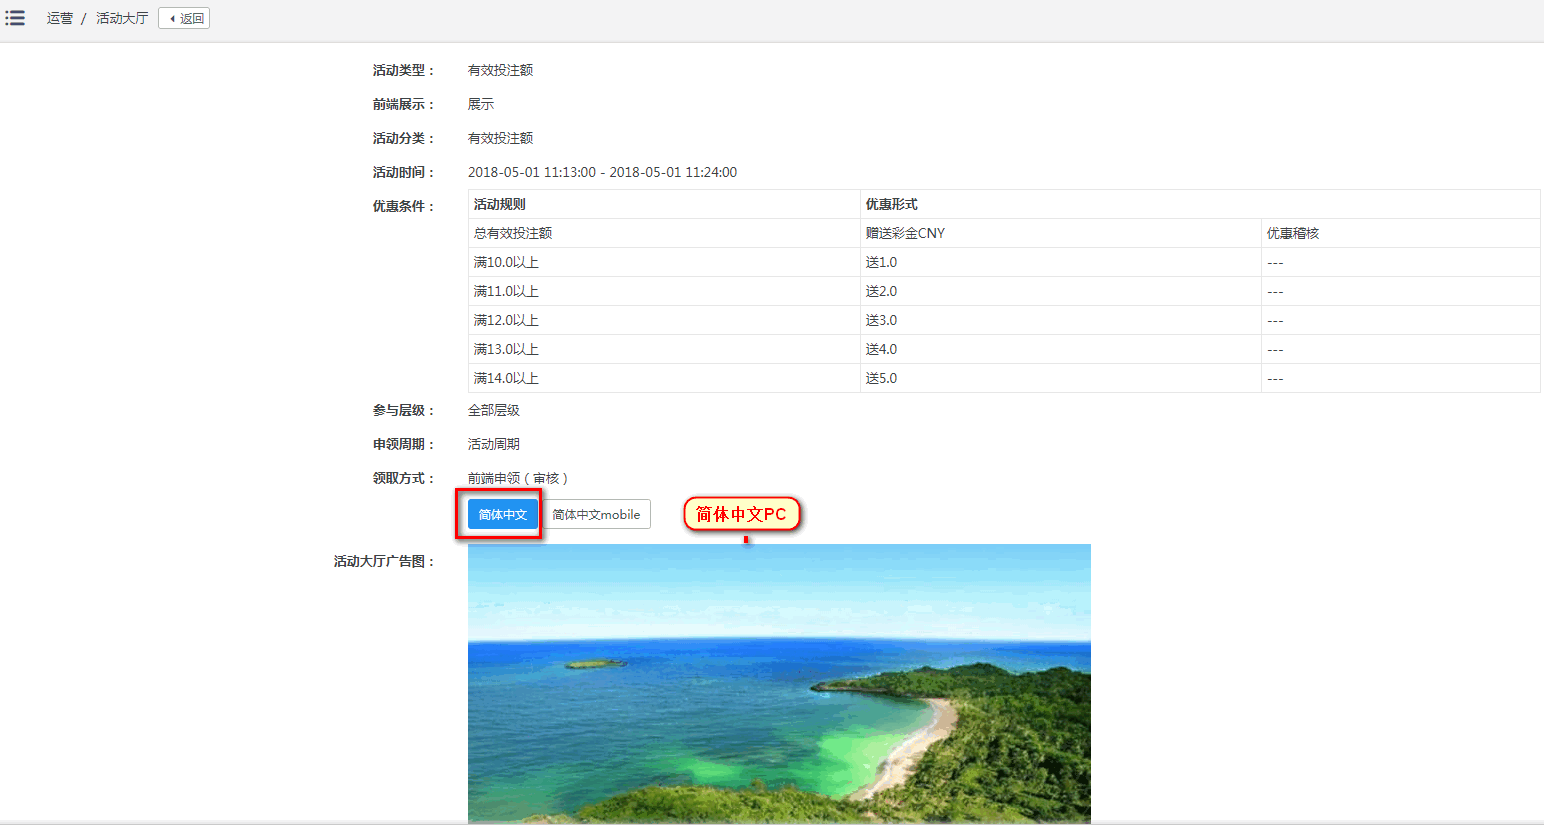 运营 / 活动大厅 返回
活动类型： 有效投注额
前端展示： 展示
活动分类： 有效投注额
活动时间： 2018-05-01 11:13:00 - 2018-05-01 11:24:00
优惠条件： 活动规则 优惠形式
总有效投注额 赠送彩金CNY 优惠稽核
满10.0以上 送1.0 ---
满11.0以上 送2.0 ---
满12.0以上 送3.0 ---
满13.0以上 送4.0 ---
满14.0以上 送5.0 ---
参与层级： 全部层级
申领周期： 活动周期
领取方式： 前端申领（审核）
简体中文 简体中文mobile 简体中文PC
活动大厅广告图：